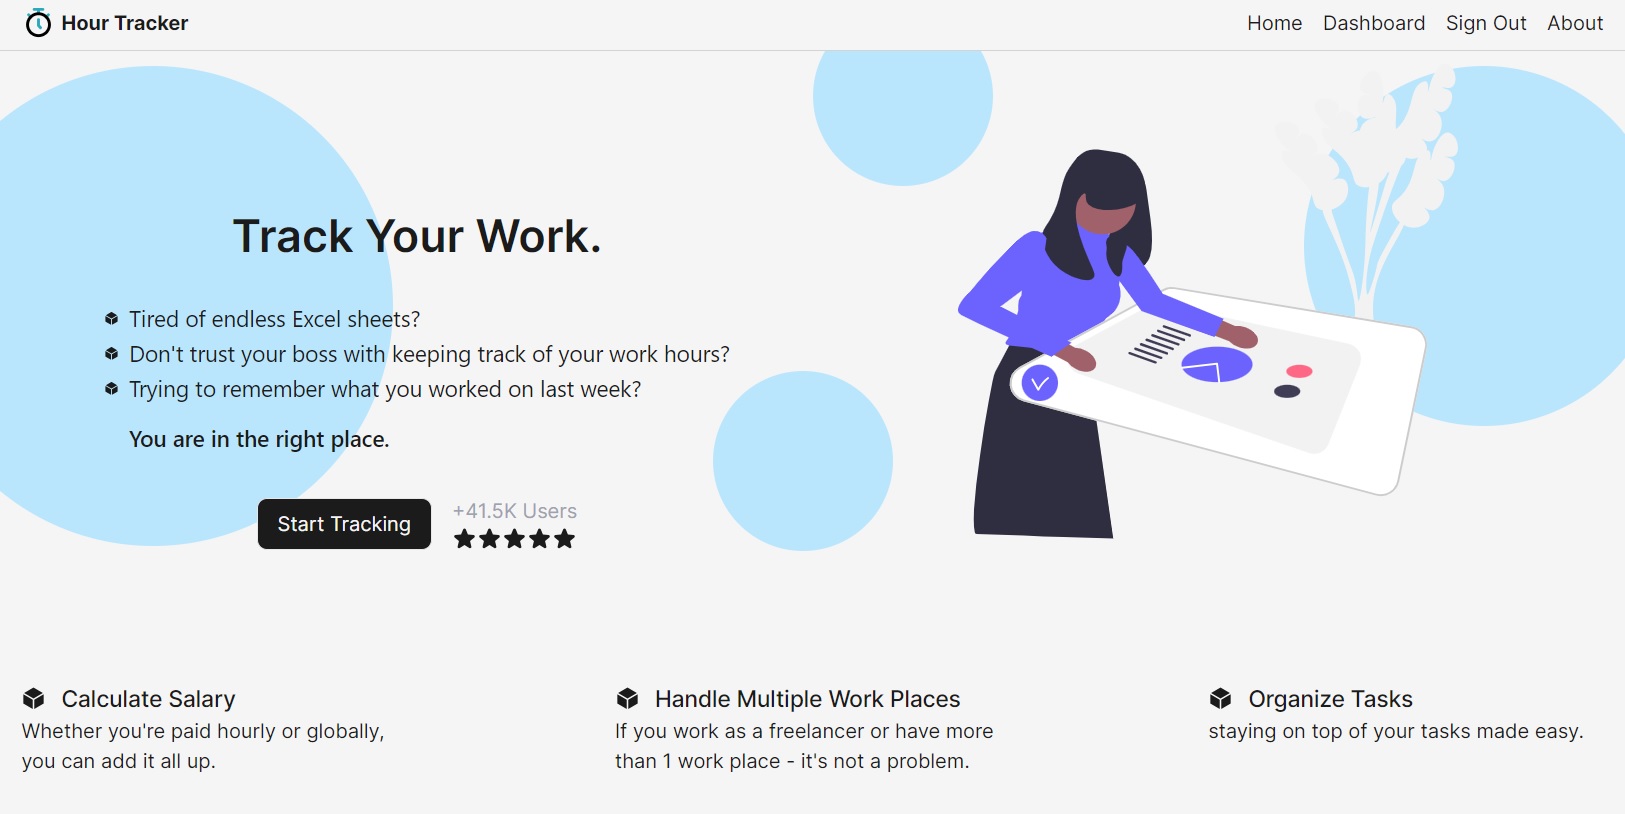 Hour Tracker
Home
Dashboard
Sign Out
About
Track Your Work.
Tired of endless Excel sheets?
Don't trust your boss with keeping track of your work hours?
Trying to remember what you worked on last week?
You are in the right place.
Start Tracking
+41.5K Users
Calculate Salary
Whether you're paid hourly or globally,
you can add it all up.
Handle Multiple Work Places
If you work as a freelancer or have more
than 1 work place - it's not a problem.
Organize Tasks
staying on top of your tasks made easy.